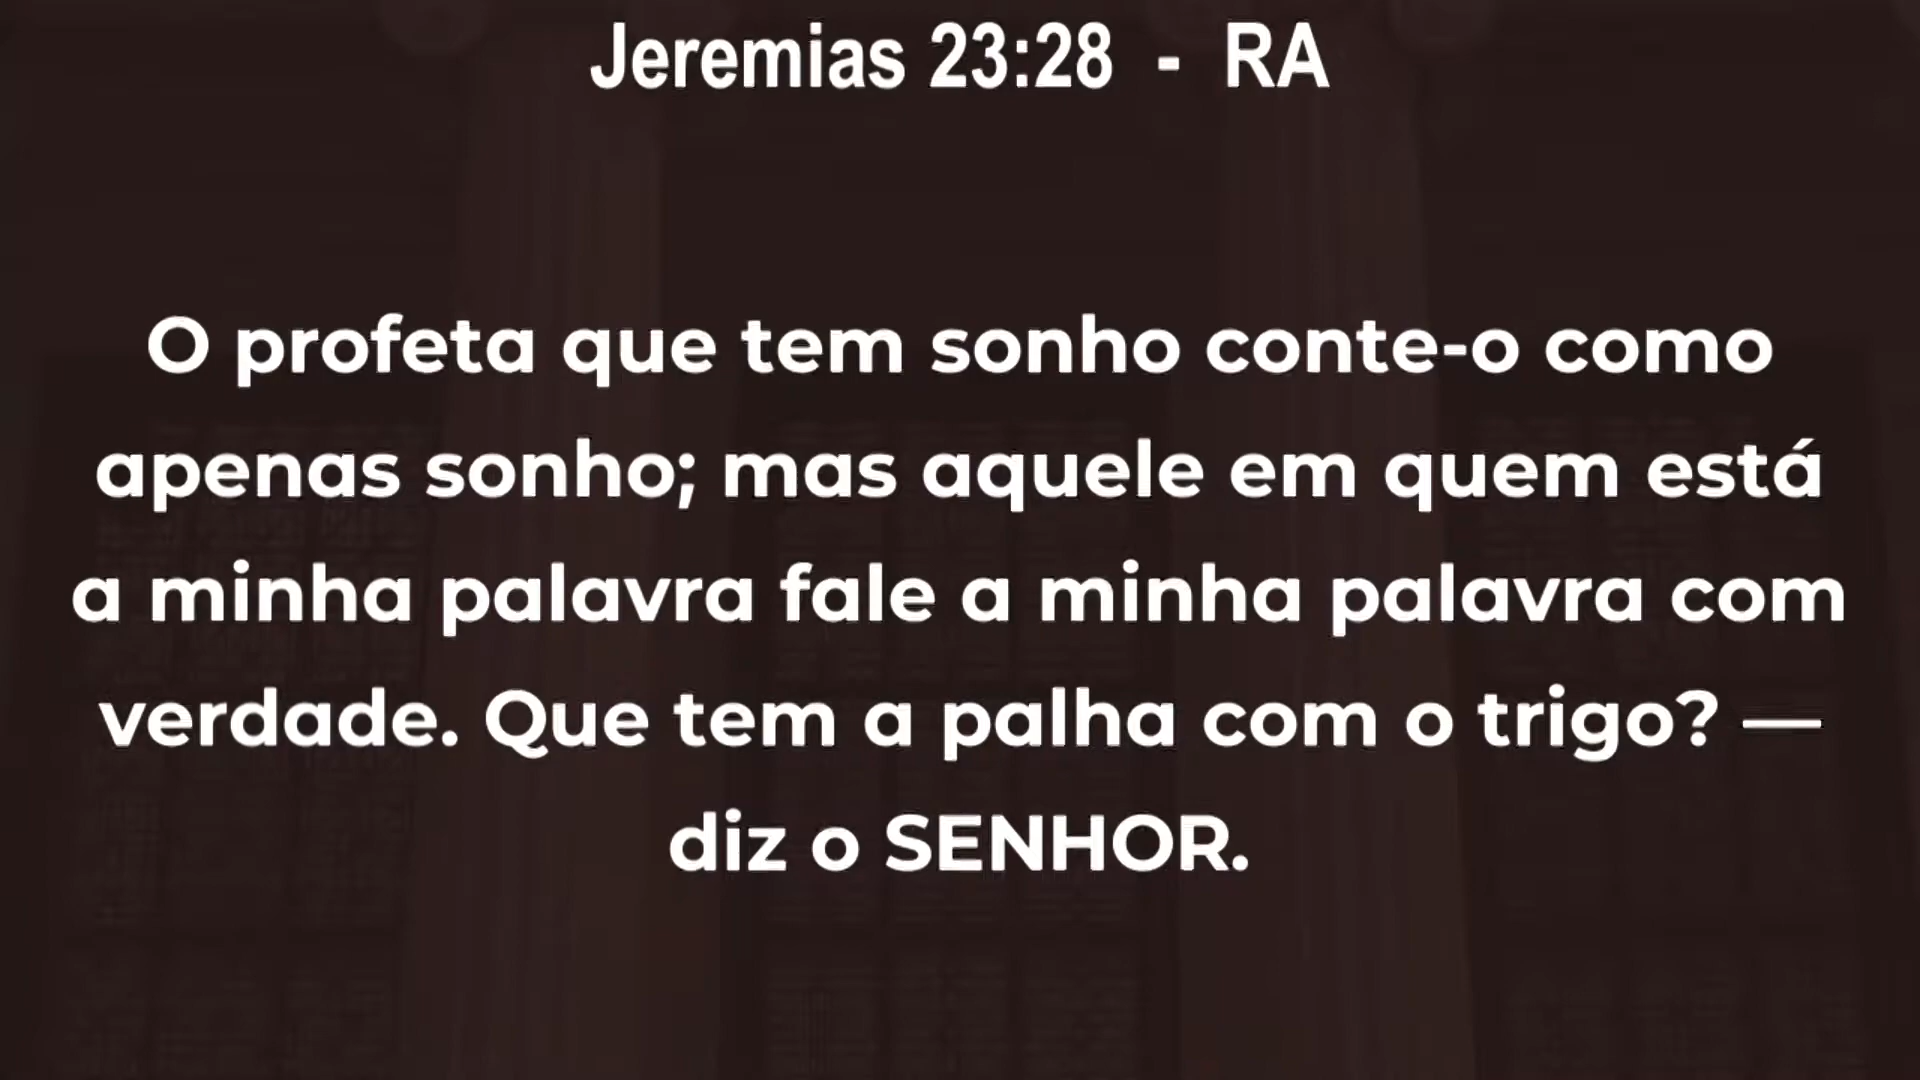 Jeremias 23:28 - RA
O profeta que tem sonho conte-o como
apenas sonho; mas aquele em quem está
a minha palavra fale a minha palavra com
verdade. Que tem a palha com o trigo? —
diz o SENHOR.